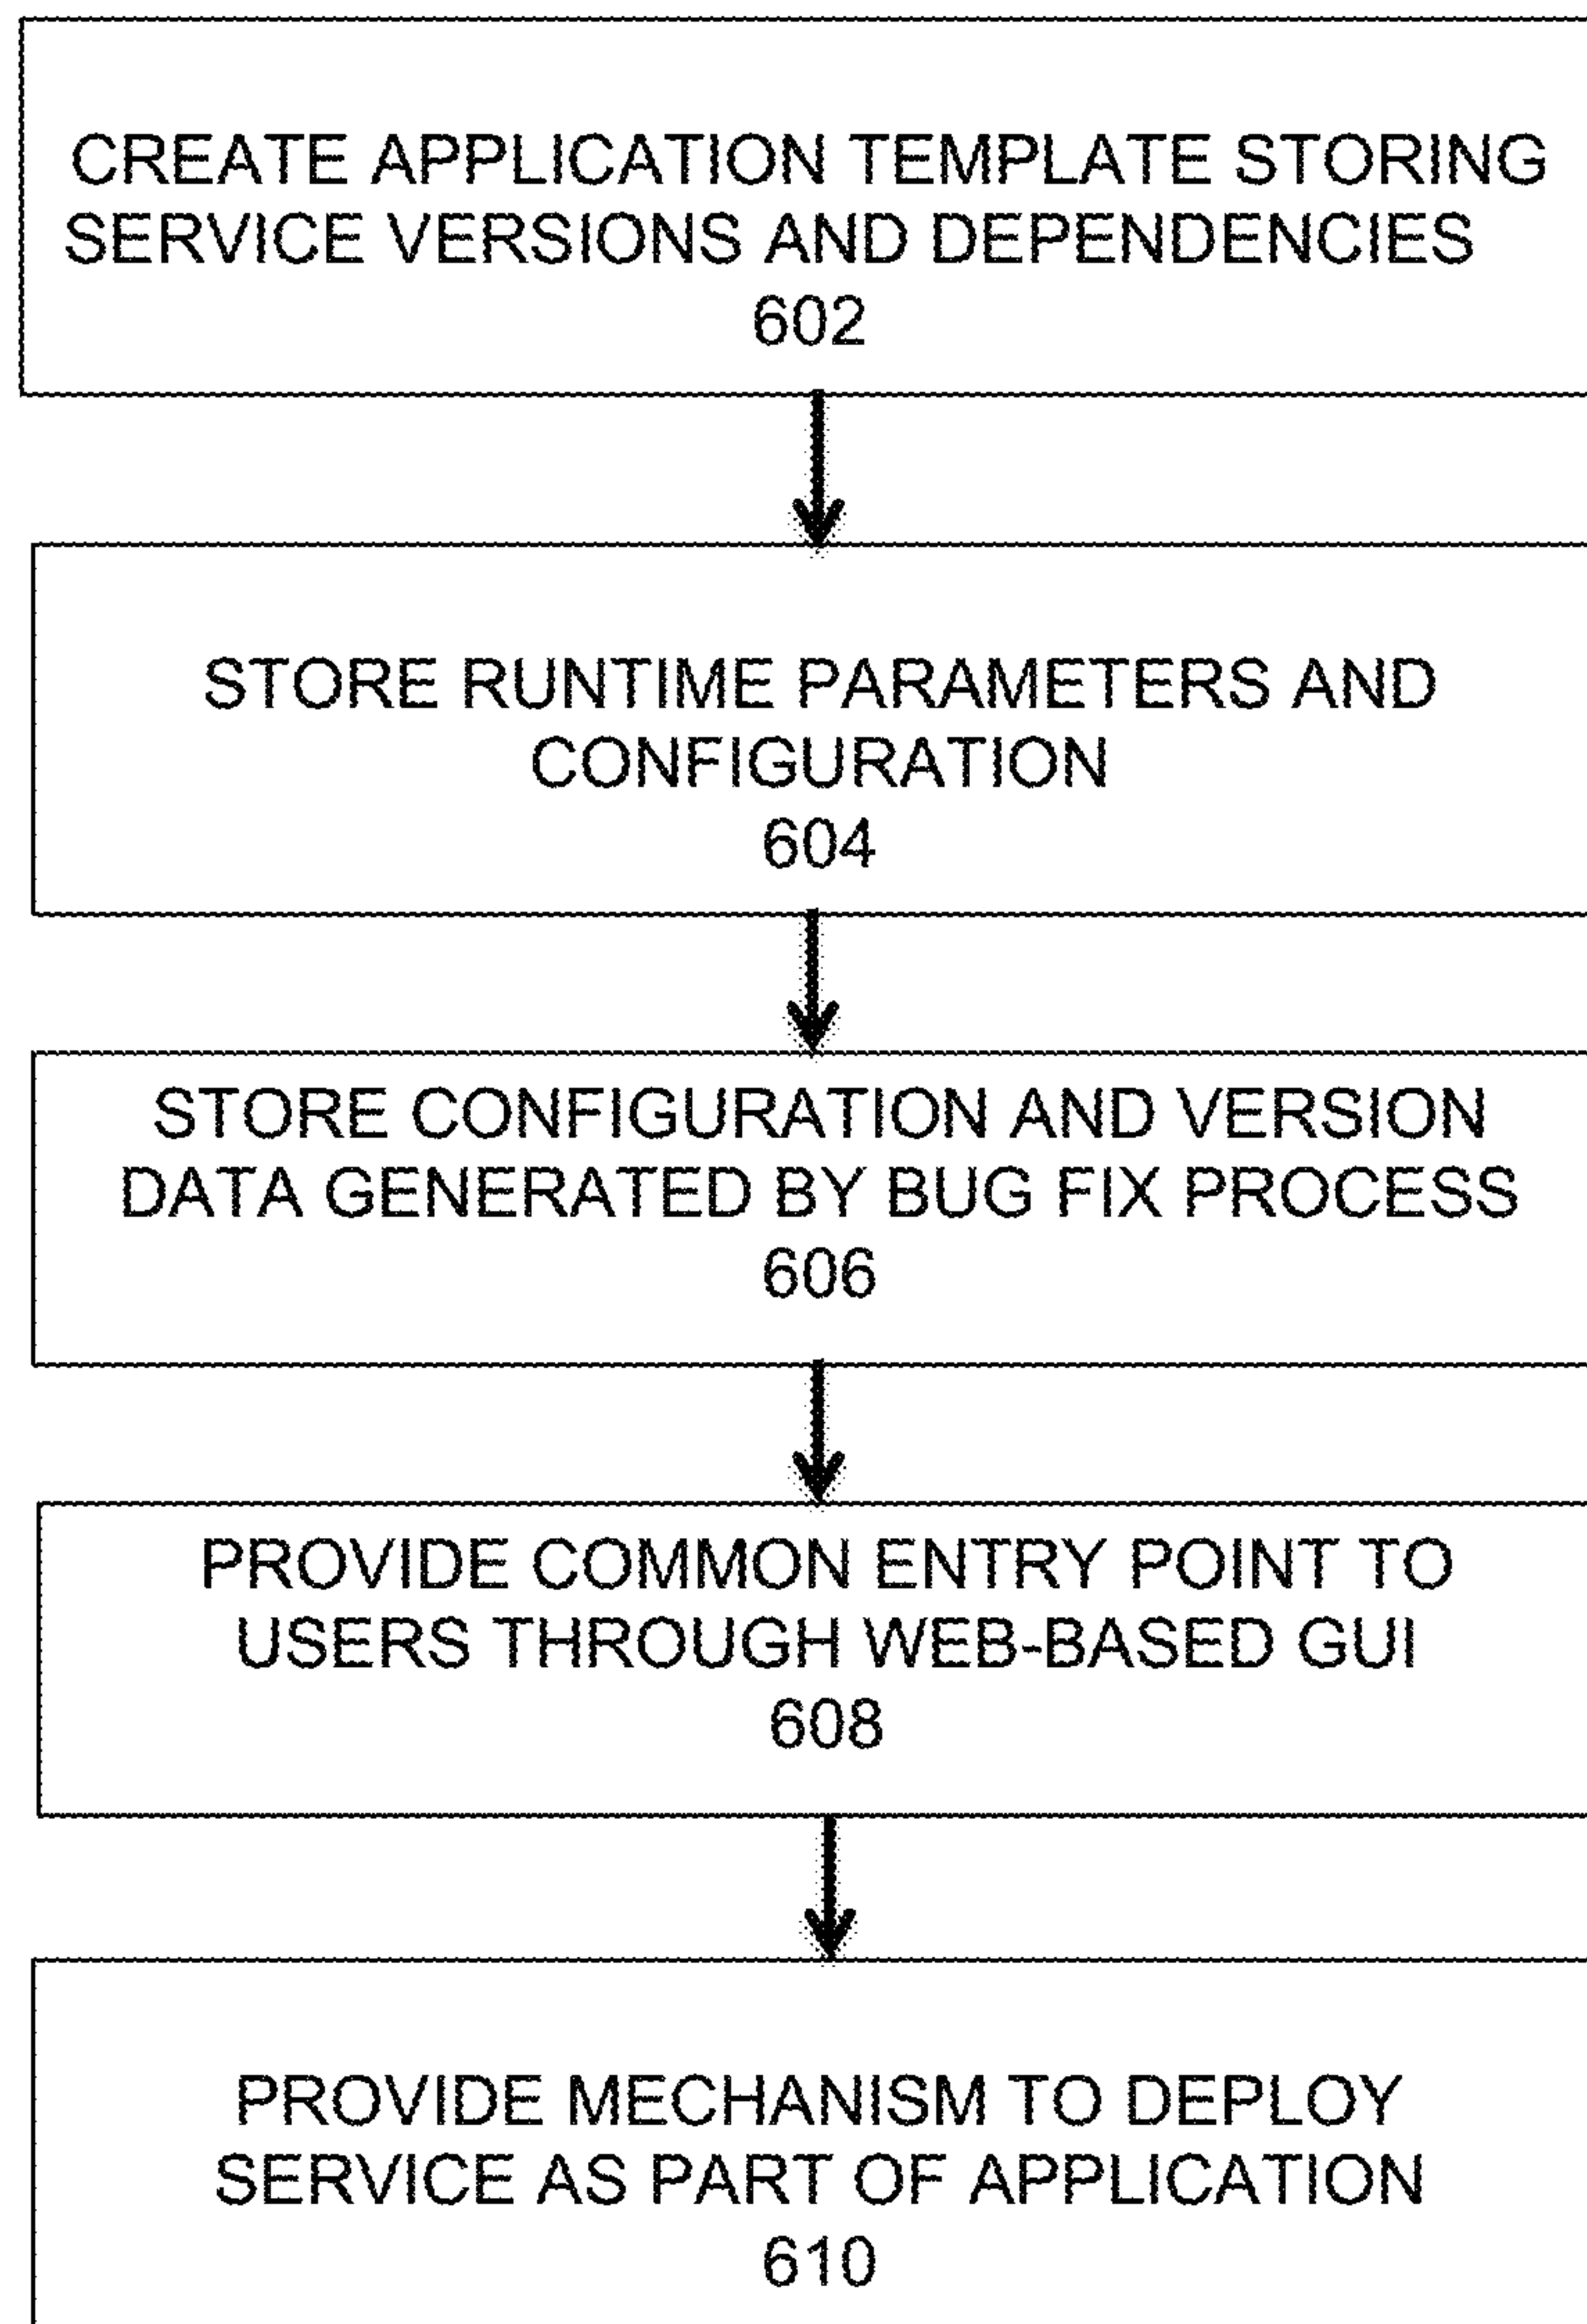 CREATE APPLICATION TEMPLATE STORING
SERVICE VERSIONS AND DEPENDENCIES
602
STORE RUNTIME PARAMETERS AND
CONFIGURATION
604
STORE CONFIGURATION AND VERSION
DATA GENERATED BY BUG FIX PROCESS
606
PROVIDE COMMON ENTRY POINT TO
USERS THROUGH WEB-BASED GUI
608
PROVIDE MECHANISM TO DEPLOY
SERVICE AS PART OF APPLICATION
610